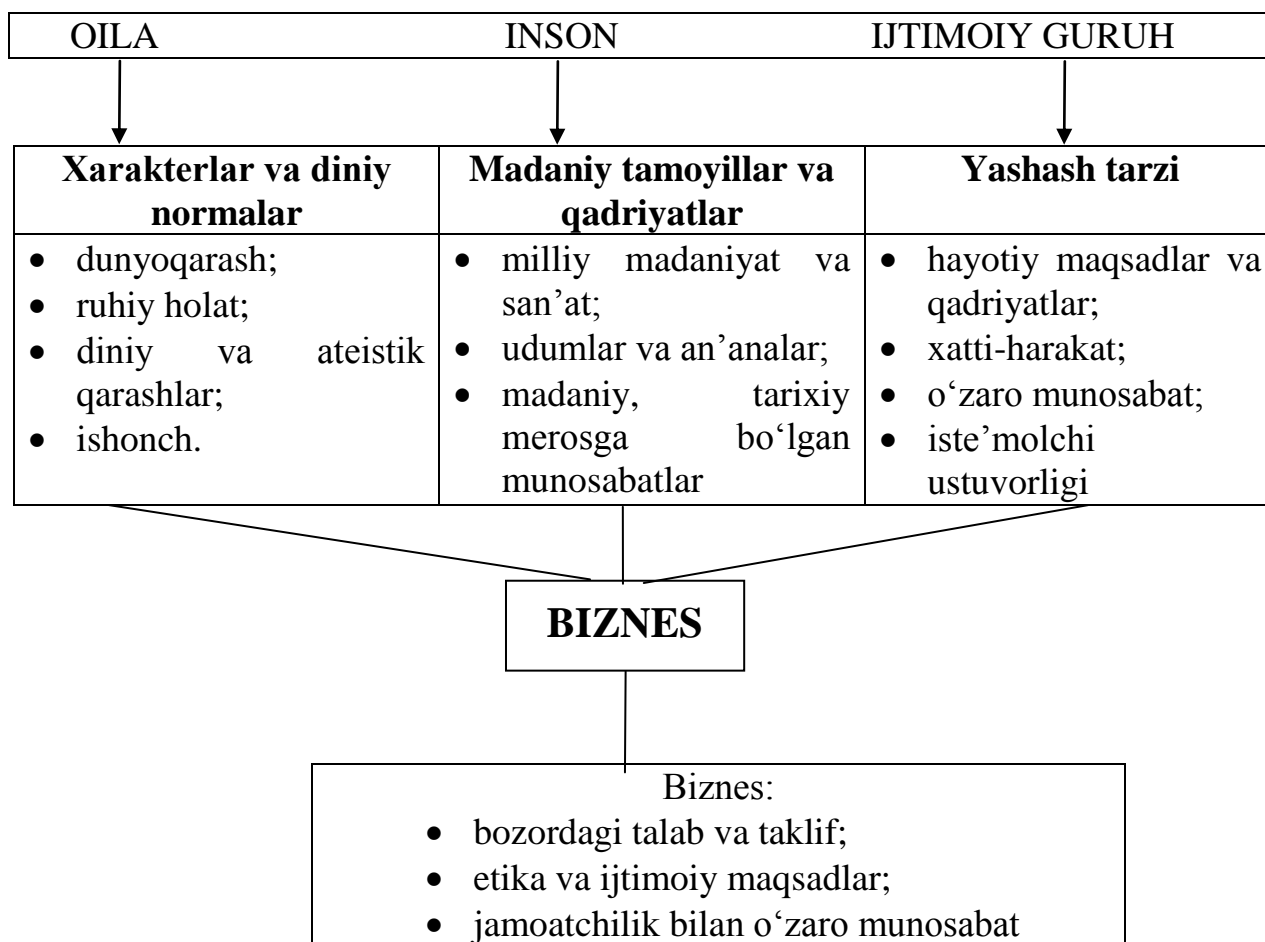 OILA INSON IJTIMOIY GURUH
Xarakterlar va diniy
normalar
Madaniy tamoyillar va
qadriyatlar
Yashash tarzi
• dunyoqarash;
• ruhiy holat;
• diniy va ateistik
qarashlar;
• ishonch.
• milliy madaniyat va
san’at;
• udumlar va an’analar;
• madaniy, tarixiy
merosga bo‘lgan
munosabatlar
• hayotiy maqsadlar va
qadriyatlar;
• xatti-harakat;
• o‘zaro munosabat;
• iste’molchi
ustuvorligi
BIZNES
Biznes:
• bozordagi talab va taklif;
• etika va ijtimoiy maqsadlar;
• jamoatchilik bilan o‘zaro munosabat